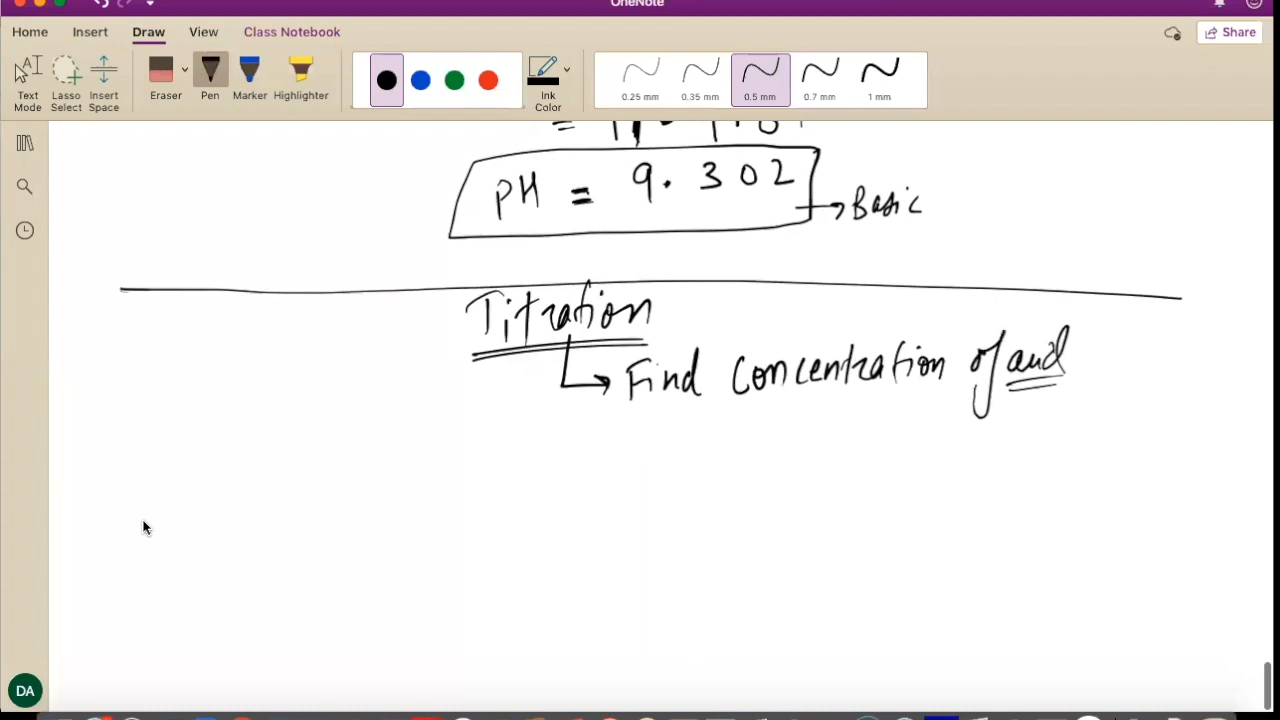 OneNote
Home Insert Draw View Class Notebook Share
Text Mode Lasso Select Insert Space Eraser Pen Marker Highlighter Ink Color 0.25 mm 0.35 mm 0.5 mm 0.7 mm 1 mm
PH = 9.302
Basic
Titration
Find concentration of and
DA